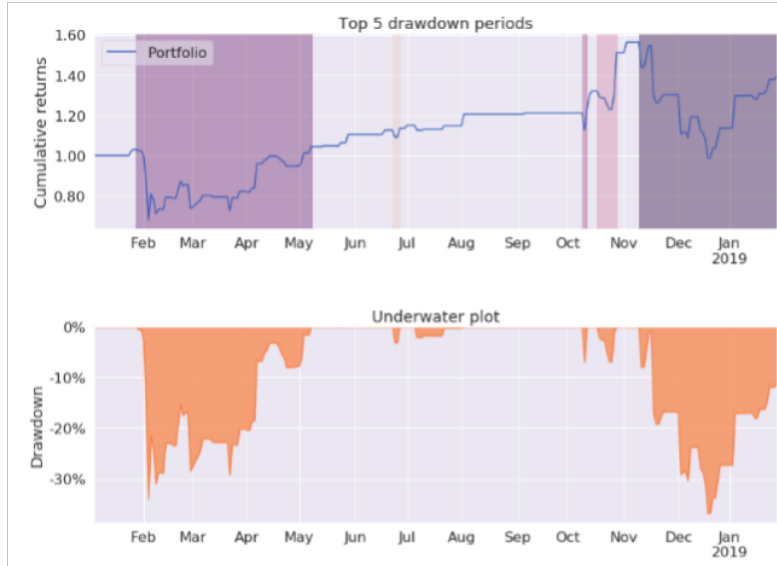 Top 5 drawdown periods
Portfolio
Cumulative returns
1.60
1.40
1.20
1.00
0.80
Feb Mar Apr May Jun Jul Aug Sep Oct Nov Dec Jan
2019
Underwater plot
Drawdown
0%
-10%
-20%
-30%
Feb Mar Apr May Jun Jul Aug Sep Oct Nov Dec Jan
2019